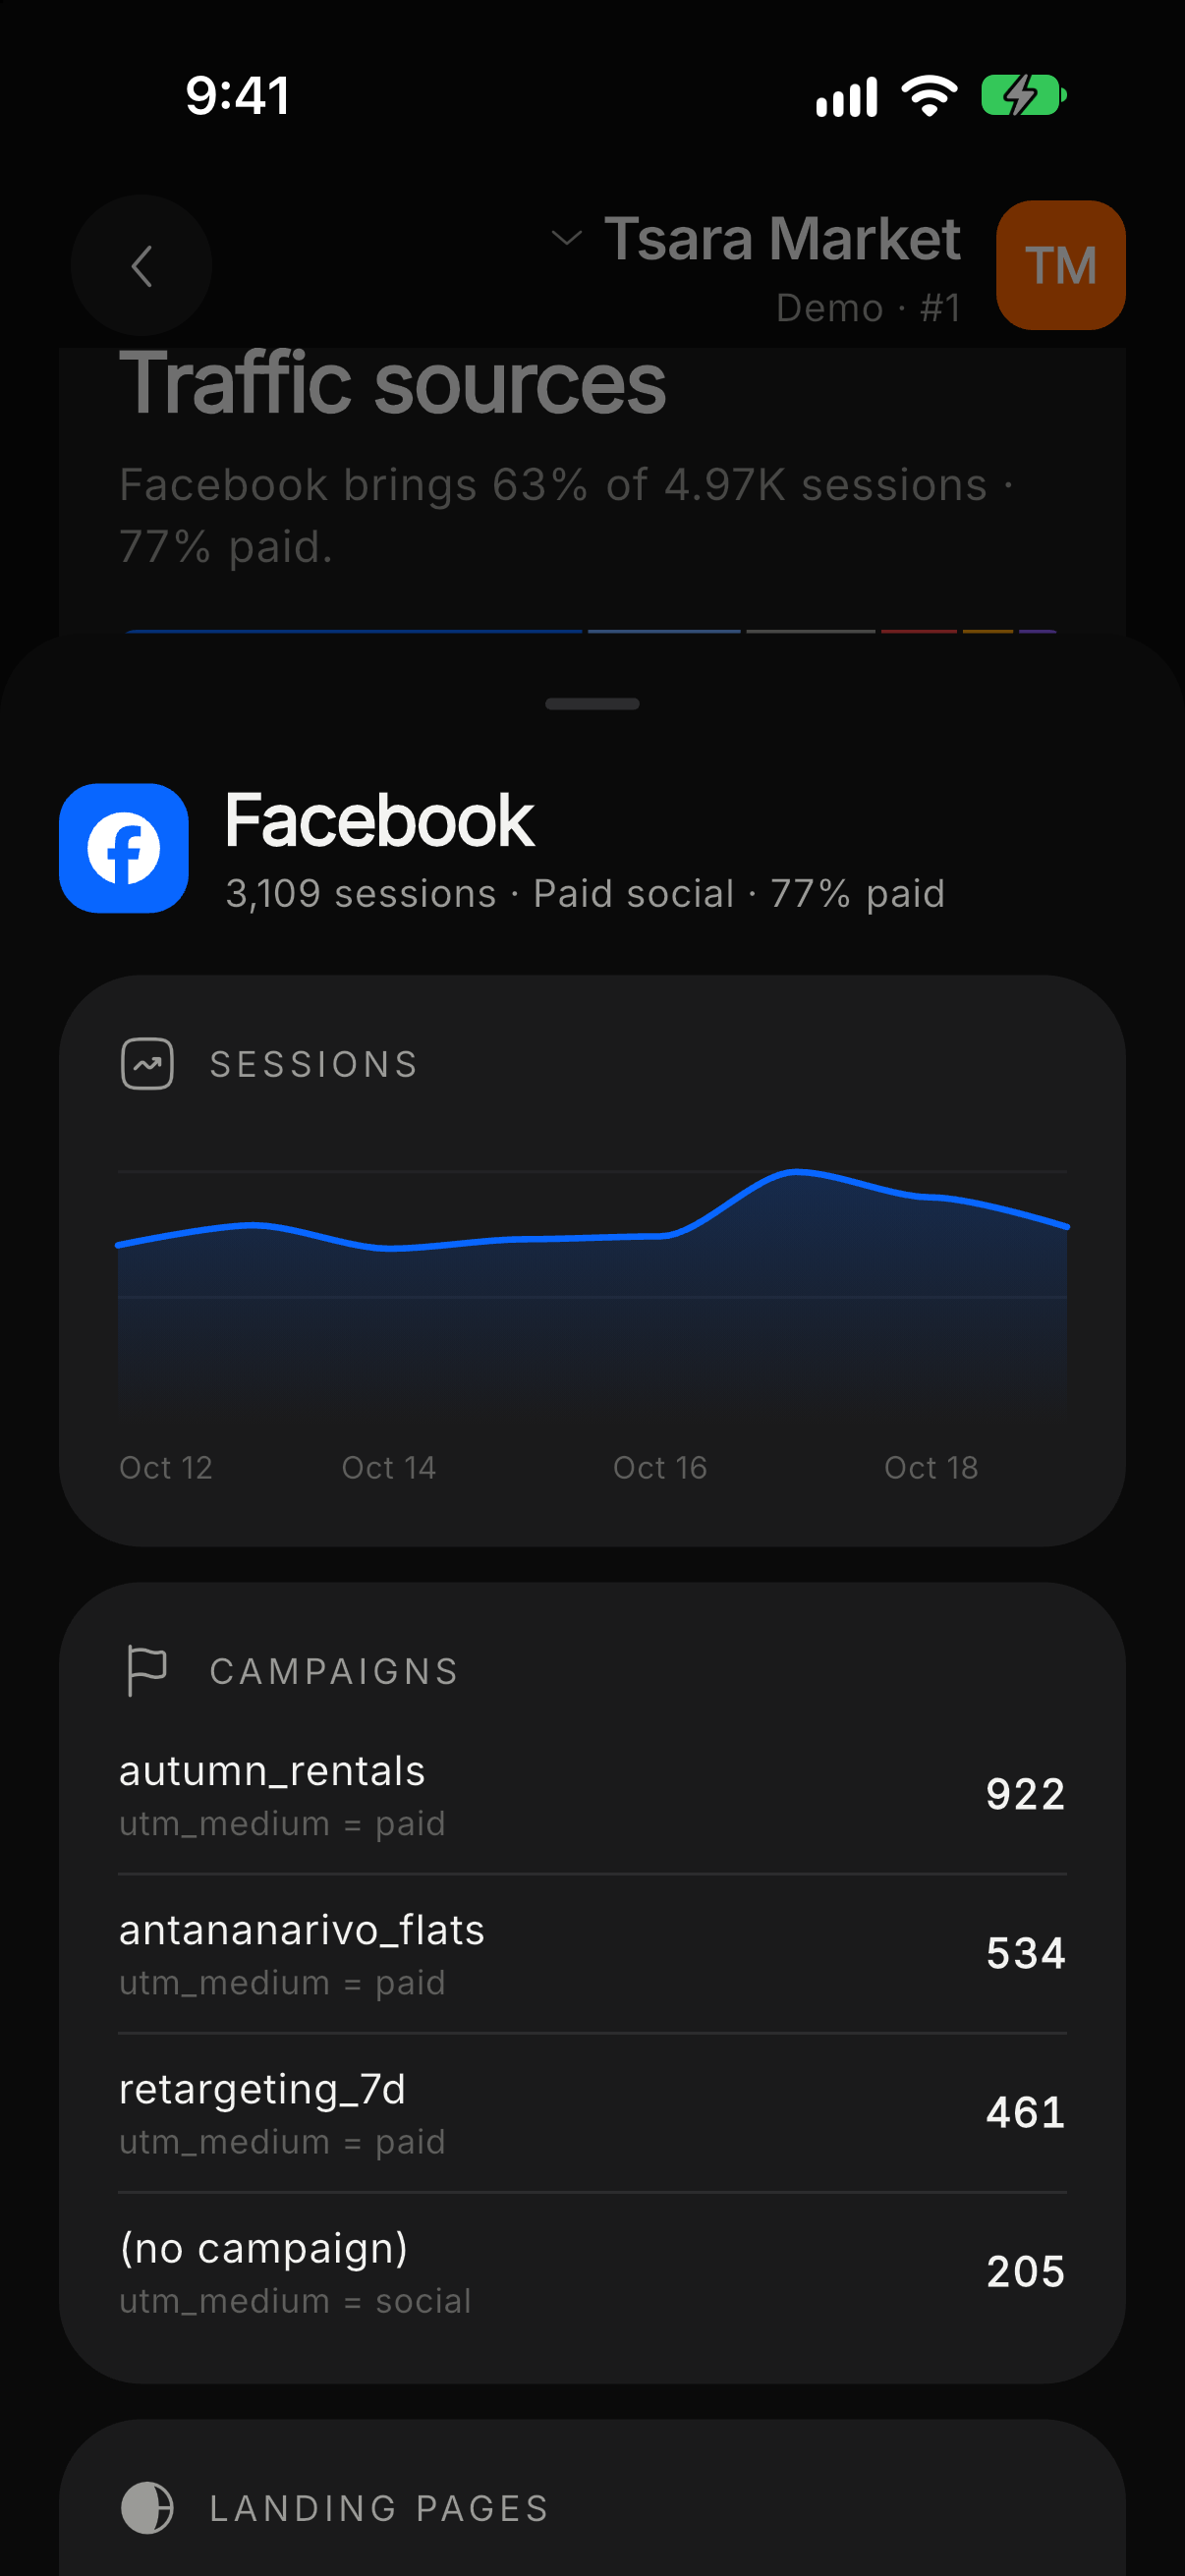 9:41
Tsara Market
TM
Demo · #1
Traffic sources
Facebook brings 63% of 4.97K sessions ·
77% paid.
Facebook
3,109 sessions · Paid social · 77% paid
SESSIONS
Oct 12 Oct 14 Oct 16 Oct 18
CAMPAIGNS
autumn_rentals
922
utm_medium = paid
antananarivo_flats
534
utm_medium = paid
retargeting_7d
461
utm_medium = paid
(no campaign)
205
utm_medium = social
LANDING PAGES